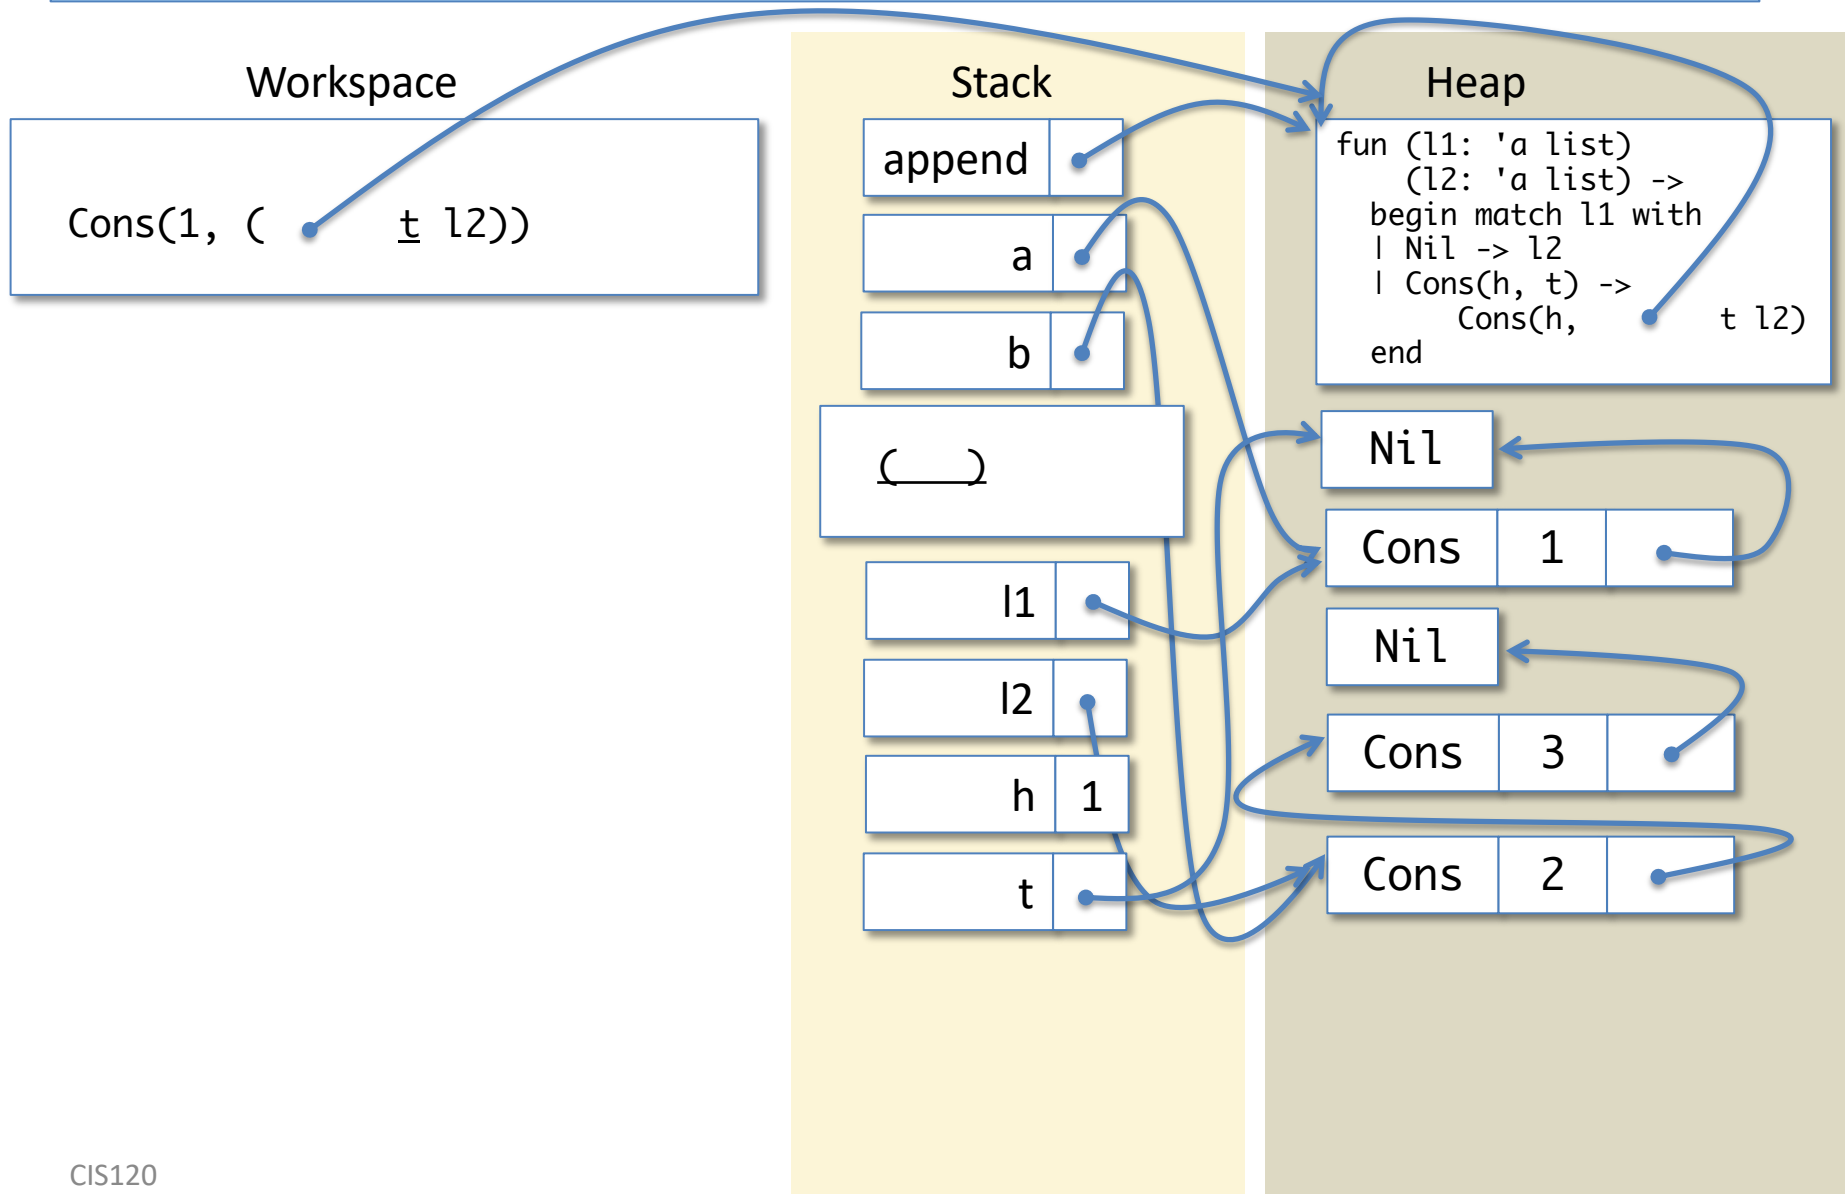 Workspace
Cons(1, ( t l2))
Stack
append
a
b
(    )
l1
l2
h 1
t
Heap
fun (l1: 'a list)
(l2: 'a list) ->
begin match l1 with
| Nil -> l2
| Cons(h, t) ->
Cons(h, t l2)
end
Nil
Cons 1
Nil
Cons 3
Cons 2
CIS120